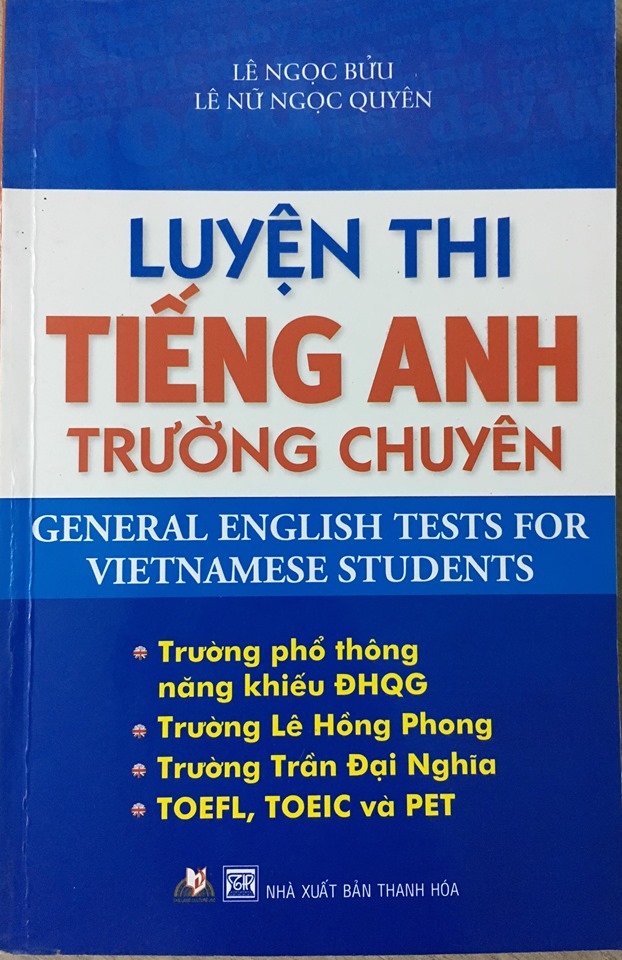 LÊ NGỌC BỬU
LÊ NỮ NGỌC QUYÊN
LUYỆN THI
TIẾNG ANH
TRƯỜNG CHUYÊN
GENERAL ENGLISH TESTS FOR
VIETNAMESE STUDENTS
Trường phổ thông
năng khiếu ĐHQG
Trường Lê Hồng Phong
Trường Trần Đại Nghĩa
TOEFL, TOEIC và PET
NHÀ XUẤT BẢN THANH HÓA